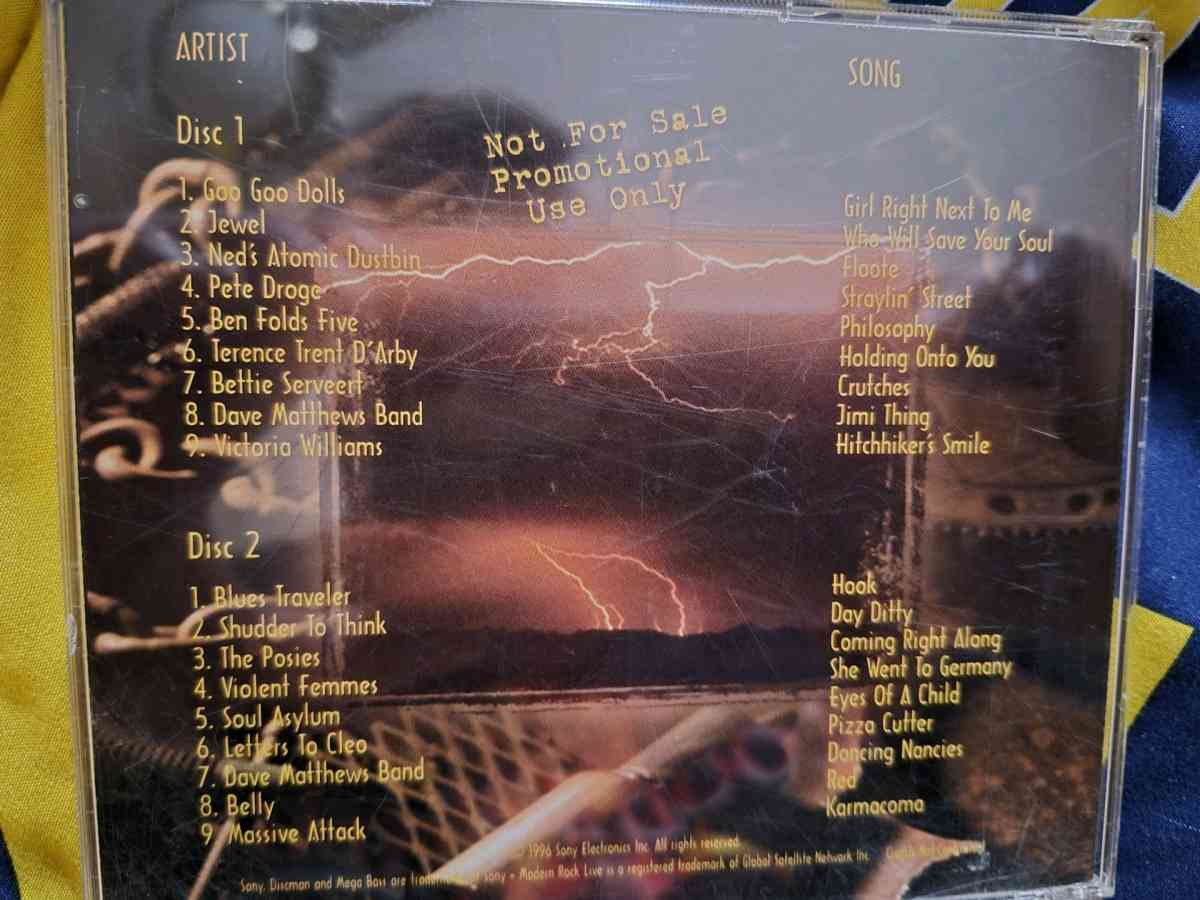 ARTIST SONG
Not For Sale
Promotional
Use Only
Disc 1
1. Goo Goo Dolls Girl Right Next To Me
2. Jewel Who Will Save Your Soul
3. Ned's Atomic Dustbin Floote
4. Pete Droge Straylin' Street
5. Ben Folds Five Philosophy
6. Terence Trent D'Arby Holding Onto You
7. Bettie Serveert Crutches
8. Dave Matthews Band Jimi Thing
9. Victoria Williams Hitchhiker's Smile
Disc 2
1. Blues Traveler Hook
2. Shudder To Think Day Ditty
3. The Posies Coming Right Along
4. Violent Femmes She Went To Germany
5. Soul Asylum Eyes Of A Child
6. Letters To Cleo Pizza Cutter
7. Dave Matthews Band Dancing Nancies
8. Belly Red
9. Massive Attack Karmacoma
1996 Sony Electronics Inc. All rights reserved.
Sony, Discman and Mega Bass are trademarks of Sony • Modern Rock Live is a registered trademark of Global Satellite Network Inc.